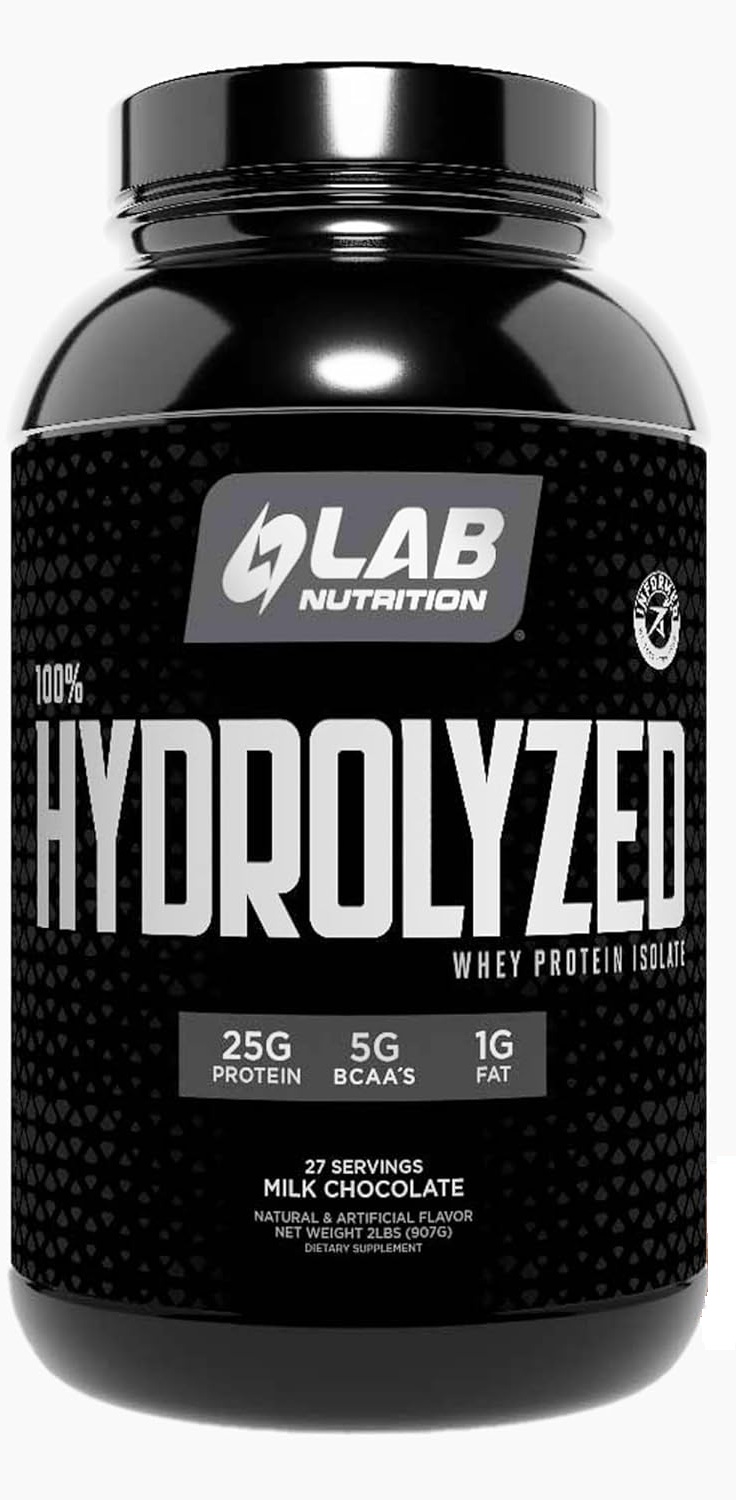 LAB
NUTRITION
®
INFORMED
100%
HYDROLYZED
WHEY PROTEIN ISOLATE
25G 5G 1G
PROTEIN BCAA'S FAT
27 SERVINGS
MILK CHOCOLATE
NATURAL & ARTIFICIAL FLAVOR
NET WEIGHT 2LBS (907G)
DIETARY SUPPLEMENT